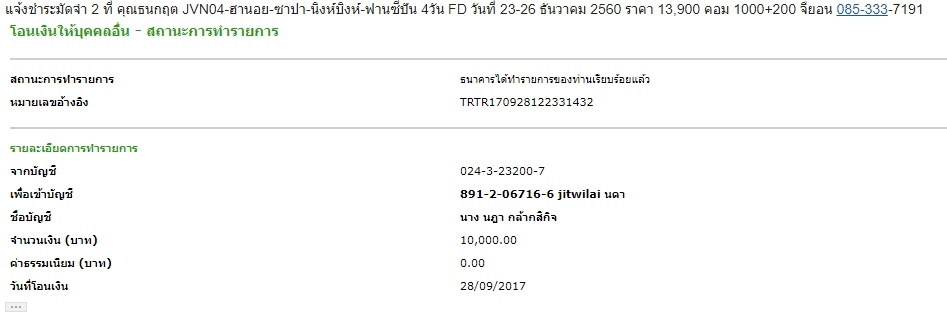 แจ้งชำระมัดจำ 2 ที่ คุณธนกฤต JVN04-ฮานอย-ซาปา-นิงห์บิงห์-ฟานซีปัน 4วัน FD วันที่ 23-26 ธันวาคม 2560 ราคา 13,900 คอม 1000+200 จียอน 085-333-7191
โอนเงินให้บุคคลอื่น - สถานะการทำรายการ
สถานะการทำรายการ ธนาคารได้ทำรายการของท่านเรียบร้อยแล้ว
หมายเลขอ้างอิง TRTR170928122331432
รายละเอียดการทำรายการ
จากบัญชี 024-3-23200-7
เพื่อเข้าบัญชี 891-2-06716-6 jitwilai นดา
ชื่อบัญชี นาง นฎา กล้ากสิกิจ
จำนวนเงิน (บาท) 10,000.00
ค่าธรรมเนียม (บาท) 0.00
วันที่โอนเงิน 28/09/2017